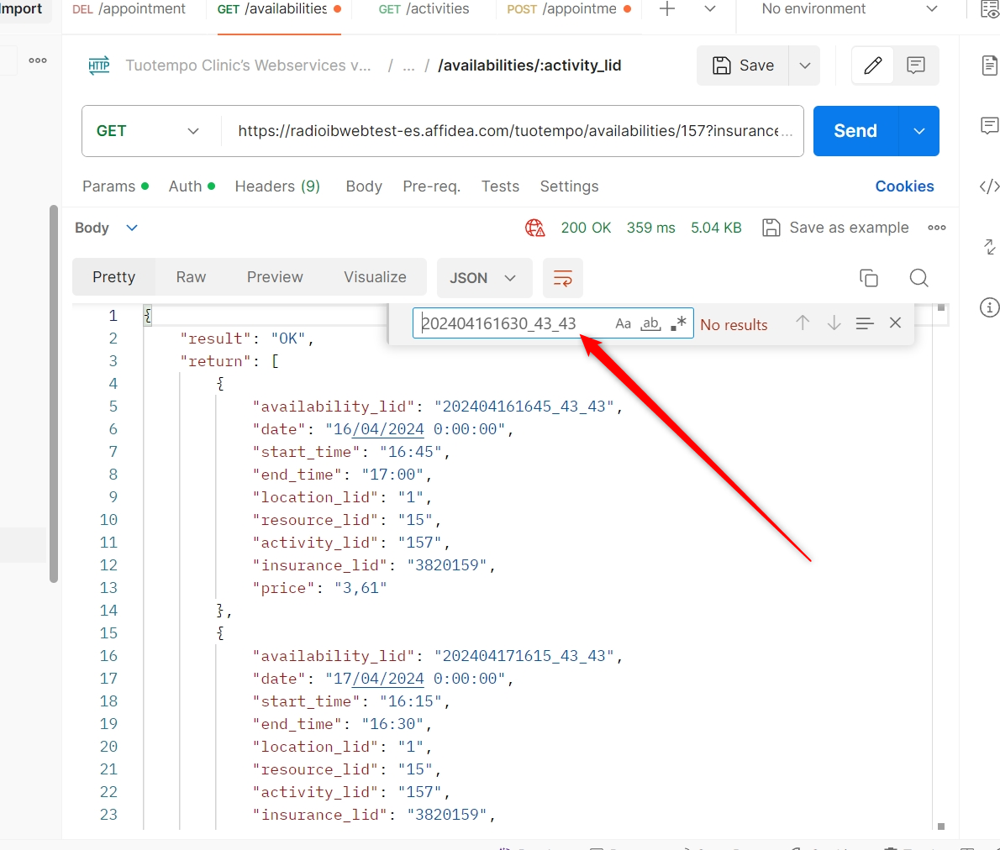 Import
DEL /appointment
GET /availabilities
GET /activities
POST /appointme
No environment
HTTP Tuotempo Clinic's Webservices v... / ... / /availabilities/:activity_lid
Save
GET https://radioibwebtest-es.affidea.com/tuotempo/availabilities/157?insurance...
Send
Params Auth Headers (9) Body Pre-req. Tests Settings Cookies
Body 200 OK 359 ms 5.04 KB Save as example
Pretty Raw Preview Visualize JSON
202404161630_43_43 Aa ab .* No results
1 {
2 "result": "OK",
3 "return": [
4 {
5 "availability_lid": "202404161645_43_43",
6 "date": "16/04/2024 0:00:00",
7 "start_time": "16:45",
8 "end_time": "17:00",
9 "location_lid": "1",
10 "resource_lid": "15",
11 "activity_lid": "157",
12 "insurance_lid": "3820159",
13 "price": "3,61"
14 },
15 {
16 "availability_lid": "202404171615_43_43",
17 "date": "17/04/2024 0:00:00",
18 "start_time": "16:15",
19 "end_time": "16:30",
20 "location_lid": "1",
21 "resource_lid": "15",
22 "activity_lid": "157",
23 "insurance_lid": "3820159",